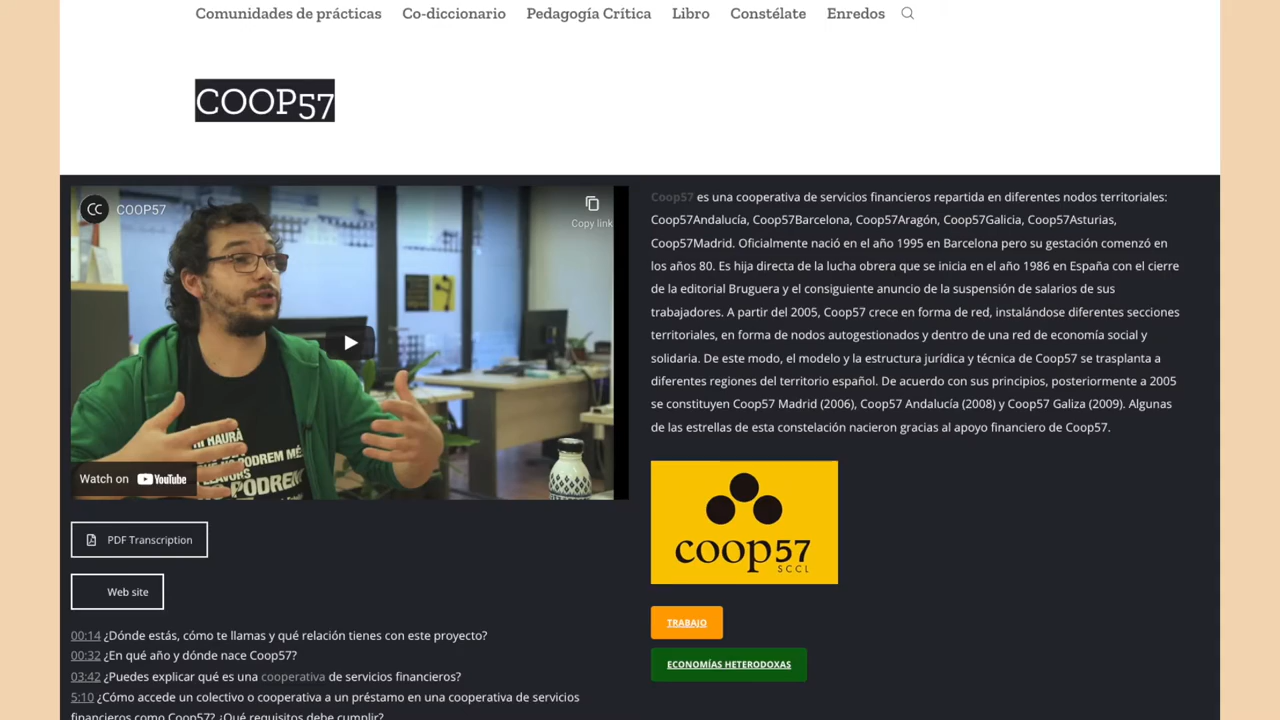 Comunidades de prácticas Co-diccionario Pedagogía Crítica Libro Constélate Enredos
COOP57
CC COOP57
Copy link
HI HAURÀ
PODREM
Watch on YouTube
PDF Transcription
Web site
00:14 ¿Dónde estás, cómo te llamas y qué relación tienes con este proyecto?
00:32 ¿En qué año y dónde nace Coop57?
03:42 ¿Puedes explicar qué es una cooperativa de servicios financieros?
5:10 ¿Cómo accede un colectivo o cooperativa a un préstamo en una cooperativa de servicios
financieros como Coop57? ¿Qué requisitos debe cumplir?
Coop57 es una cooperativa de servicios financieros repartida en diferentes nodos territoriales:
Coop57Andalucía, Coop57Barcelona, Coop57Aragón, Coop57Galicia, Coop57Asturias,
Coop57Madrid. Oficialmente nació en el año 1995 en Barcelona pero su gestación comenzó en
los años 80. Es hija directa de la lucha obrera que se inicia en el año 1986 en España con el cierre
de la editorial Bruguera y el consiguiente anuncio de la suspensión de salarios de sus
trabajadores. A partir del 2005, Coop57 crece en forma de red, instalándose diferentes secciones
territoriales, en forma de nodos autogestionados y dentro de una red de economía social y
solidaria. De este modo, el modelo y la estructura jurídica y técnica de Coop57 se trasplanta a
diferentes regiones del territorio español. De acuerdo con sus principios, posteriormente a 2005
se constituyen Coop57 Madrid (2006), Coop57 Andalucía (2008) y Coop57 Galiza (2009). Algunas
de las estrellas de esta constelación nacieron gracias al apoyo financiero de Coop57.
coop57
SCCL
TRABAJO
ECONOMÍAS HETERODOXAS